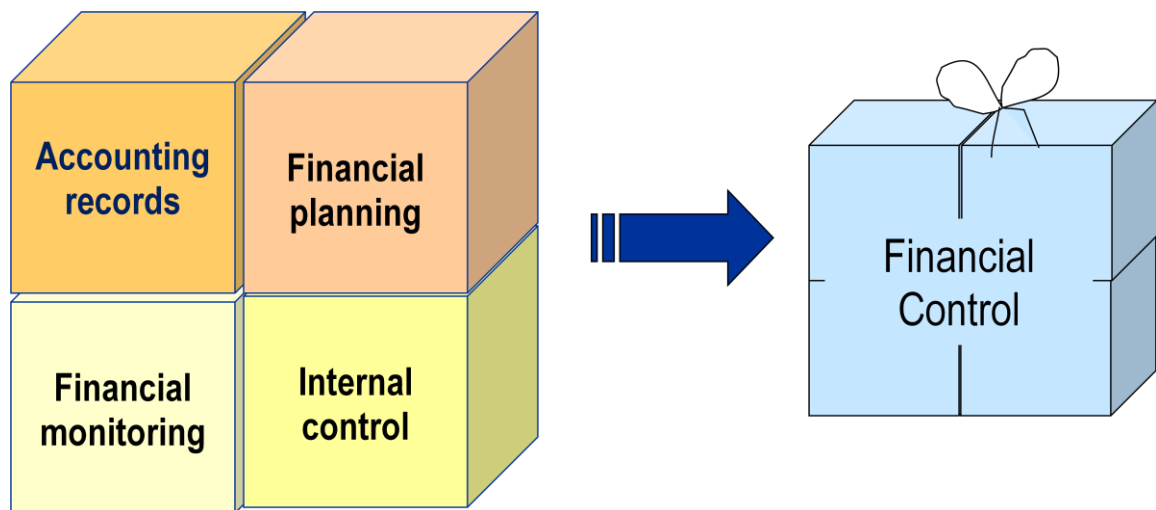 Accounting
records
Financial
planning
Financial
monitoring
Internal
control
Financial
Control